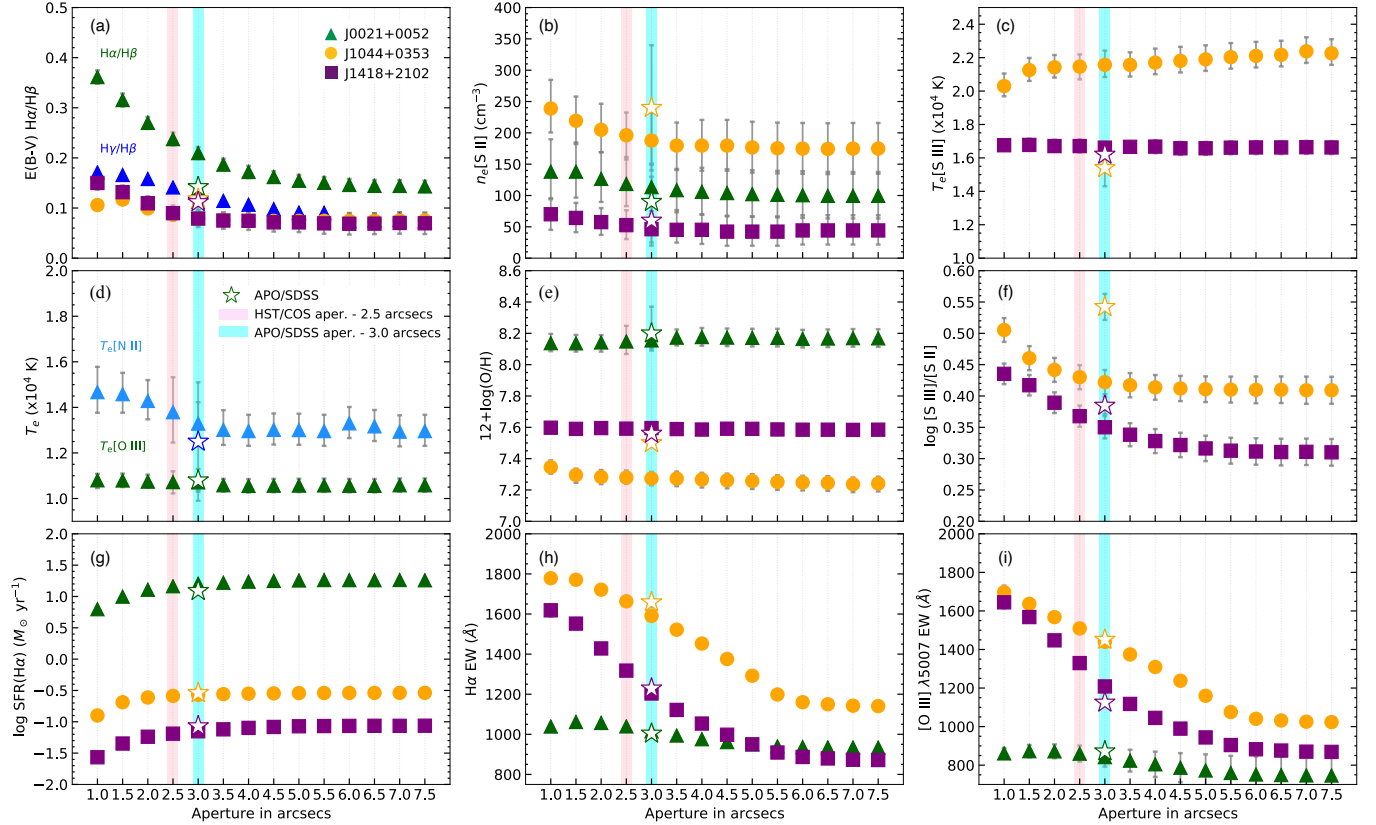 (a)
Hα/Hβ
Hγ/Hβ
J0021+0052
J1044+0353
J1418+2102
E(B-V) Hα/Hβ
0.5
0.4
0.3
0.2
0.1
0.0
(b)
nₑ[S II] (cm⁻³)
400
350
300
250
200
150
100
50
0
(c)
Tₑ[S III] (x10⁴ K)
2.4
2.2
2.0
1.8
1.6
1.4
1.2
1.0
(d)
Tₑ[N II]
Tₑ[O III]
APO/SDSS
HST/COS aper. - 2.5 arcsecs
APO/SDSS aper. - 3.0 arcsecs
Tₑ (x10⁴ K)
2.0
1.8
1.6
1.4
1.2
1.0
(e)
12+log(O/H)
8.6
8.4
8.2
8.0
7.8
7.6
7.4
7.2
7.0
(f)
log [S III]/[S II]
0.60
0.55
0.50
0.45
0.40
0.35
0.30
0.25
0.20
(g)
log SFR(Hα) (M⊙ yr⁻¹)
2.0
1.5
1.0
0.5
0.0
−0.5
−1.0
−1.5
−2.0
1.0 1.5 2.0 2.5 3.0 3.5 4.0 4.5 5.0 5.5 6.0 6.5 7.0 7.5
Aperture in arcsecs
(h)
Hα EW (Å)
2000
1800
1600
1400
1200
1000
800
1.0 1.5 2.0 2.5 3.0 3.5 4.0 4.5 5.0 5.5 6.0 6.5 7.0 7.5
Aperture in arcsecs
(i)
[O III] λ5007 EW (Å)
2000
1800
1600
1400
1200
1000
800
1.0 1.5 2.0 2.5 3.0 3.5 4.0 4.5 5.0 5.5 6.0 6.5 7.0 7.5
Aperture in arcsecs